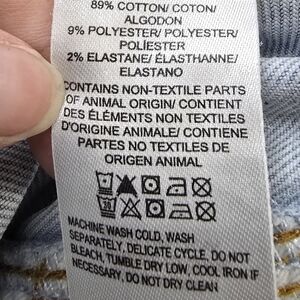 89% COTTON/ COTON/
ALGODON
9% POLYESTER/ POLYESTER/
POLIÉSTER
2% ELASTANE/ ÉLASTHANNE/
ELASTANO
CONTAINS NON-TEXTILE PARTS
OF ANIMAL ORIGIN/ CONTIENT
DES ÉLÉMENTS NON TEXTILES
D'ORIGINE ANIMALE/ CONTIENE
PARTES NO TEXTILES DE
ORIGEN ANIMAL
30
MACHINE WASH COLD, WASH
SEPARATELY, DELICATE CYCLE, DO NOT
BLEACH, TUMBLE DRY LOW, COOL IRON IF
NECESSARY, DO NOT DRY CLEAN